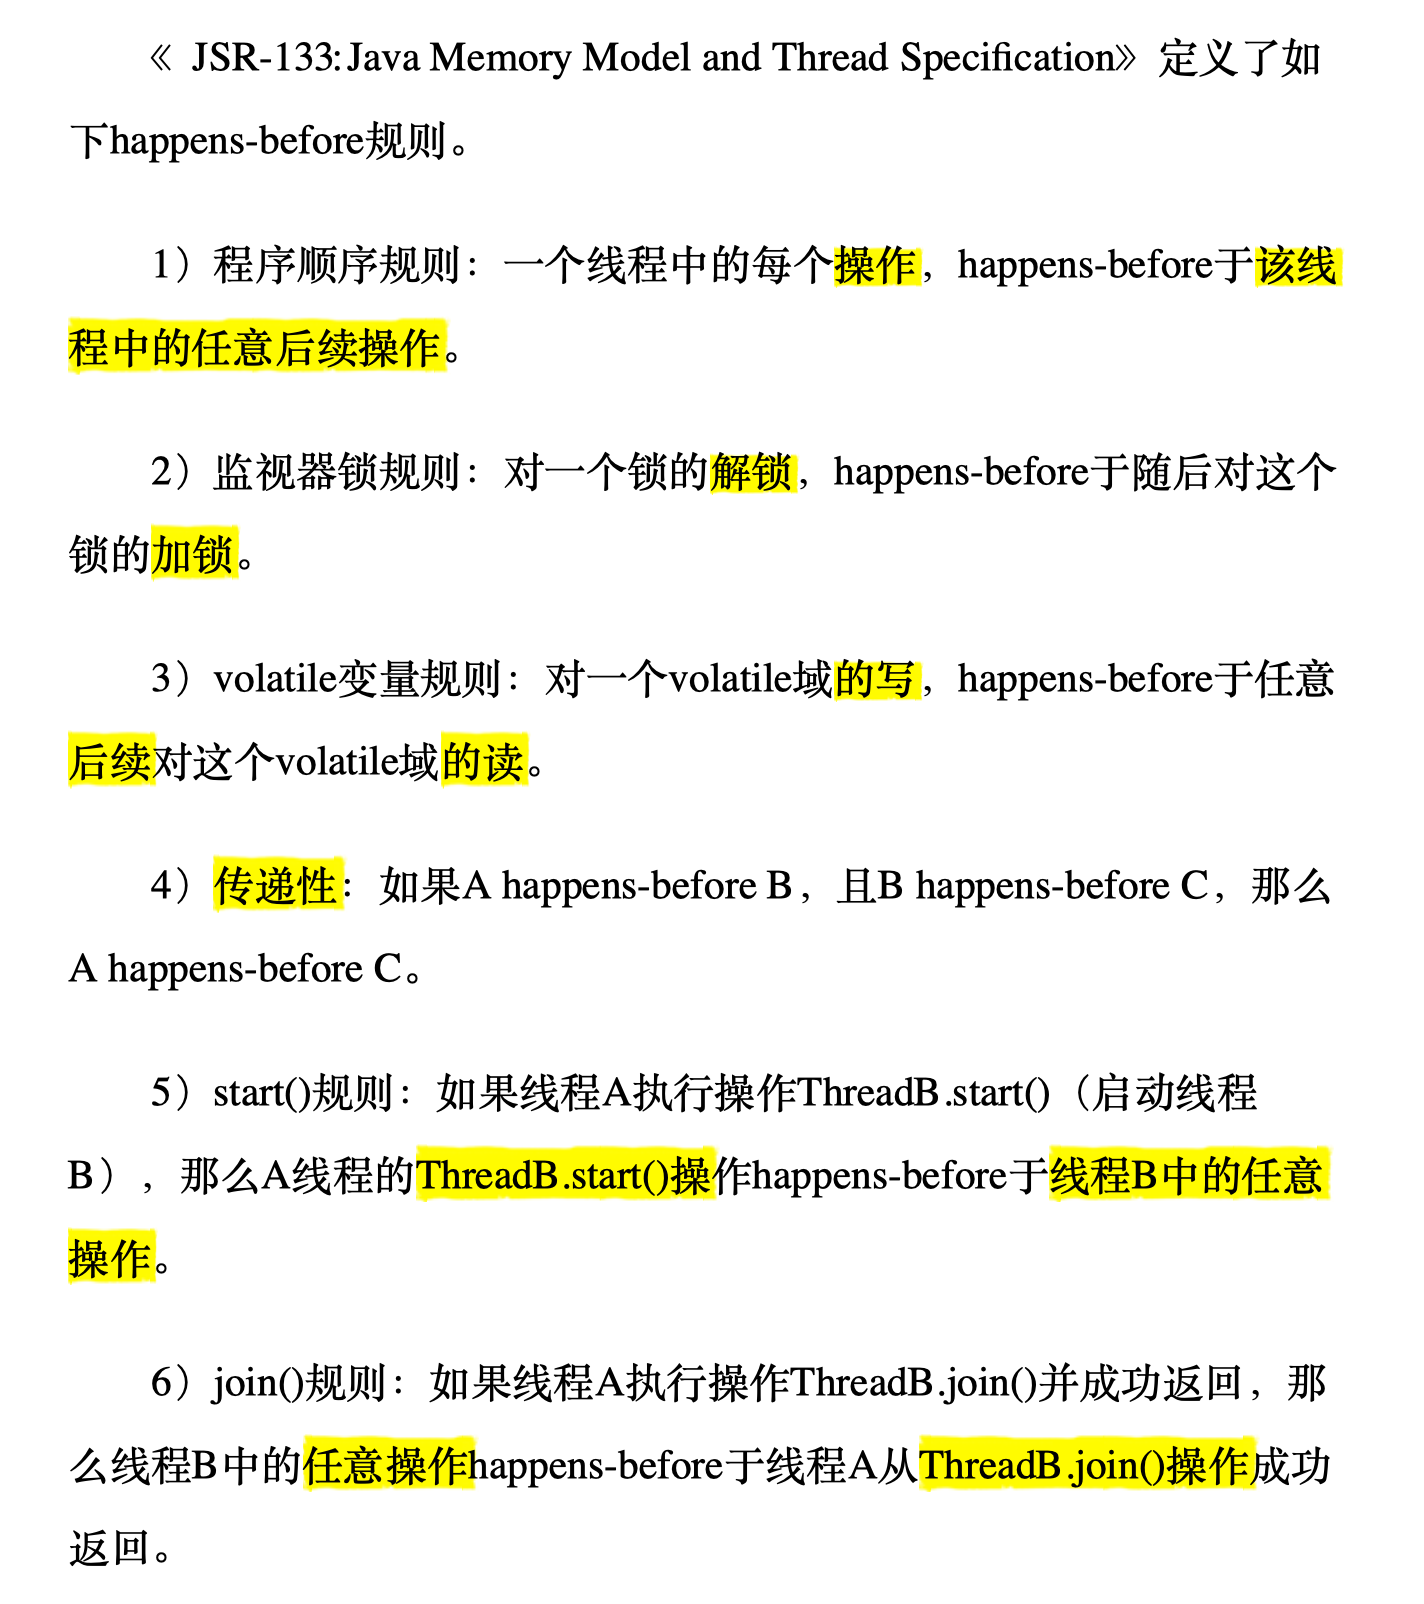 《 JSR-133:Java Memory Model and Thread Specification》定义了如
下happens-before规则。
1）程序顺序规则：一个线程中的每个操作，happens-before于该线
程中的任意后续操作。
2）监视器锁规则：对一个锁的解锁，happens-before于随后对这个
锁的加锁。
3）volatile变量规则：对一个volatile域的写，happens-before于任意
后续对这个volatile域的读。
4）传递性：如果A happens-before B，且B happens-before C，那么
A happens-before C。
5）start()规则：如果线程A执行操作ThreadB.start()（启动线程
B），那么A线程的ThreadB.start()操作happens-before于线程B中的任意
操作。
6）join()规则：如果线程A执行操作ThreadB.join()并成功返回，那
么线程B中的任意操作happens-before于线程A从ThreadB.join()操作成功
返回。